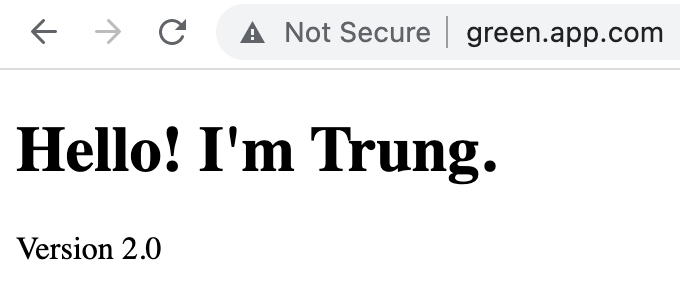 Not Secure | green.app.com
Hello! I'm Trung.
Version 2.0